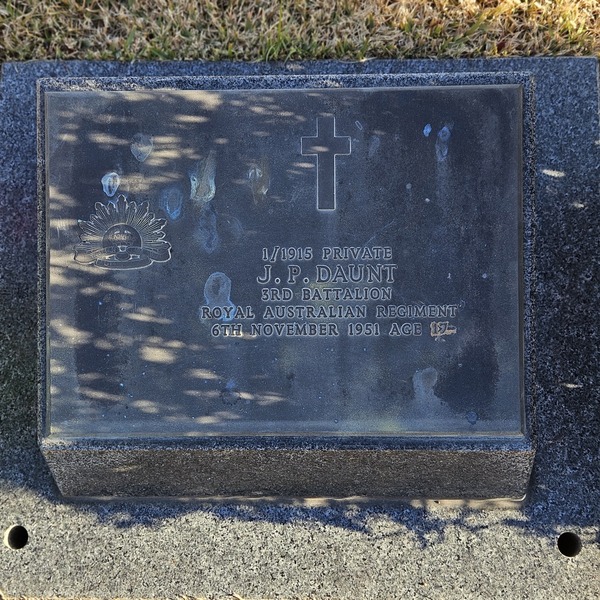 1/1915 PRIVATE
J. P. DAUNT
3RD BATTALION
ROYAL AUSTRALIAN REGIMENT
6TH NOVEMBER 1951 AGE